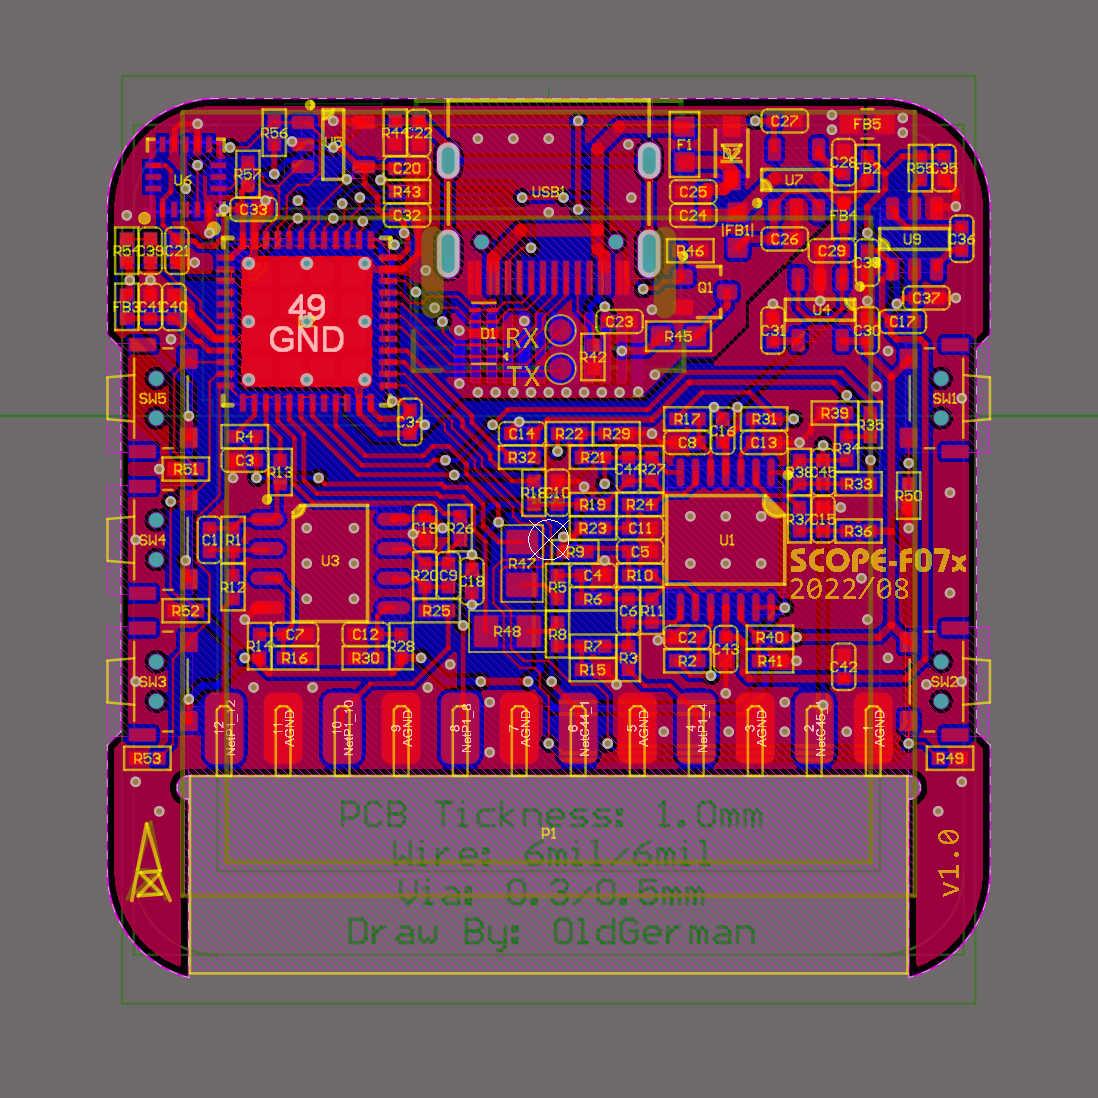 R56
U5
R44
C22
F1
C27
FB5
D2
C20
C28
FB2
R55
C35
U6
R57
U7
R43
USB1
C25
C33
C32
C24
FB4
|FB1|
R54
C39
C21
R46
C26
C29
U9
C36
49
GND
Q1
FB3
C41
C40
C37
C23
U4
C17
D1
RX
R45
C31
C30
R42
TX
SW5
SW1
C34
R17
C16
R31
R39
R35
R4
C14
R22
R29
C8
C13
R34
C3
R32
R21
C44
R27
R51
R13
R38
C45
R33
R18
C10
R50
R19
R24
R37
C15
C1
R1
C19
R26
R23
C11
R36
SW4
U3
R9
C5
U1
SCOPE-F07x
R47
2022/08
R12
R20
C9
C18
R5
C4
R10
R6
R52
R25
C6
R11
C7
C12
R48
R8
C2
C43
R40
R14
R16
R30
R28
R7
R15
R3
R2
R41
C42
SW3
SW2
12
NetP1_12
11
AGND
10
NetP1_10
9
AGND
8
NetP1_8
7
AGND
6
NetC44_1
5
AGND
4
NetP1_4
3
AGND
2
1
AGND
R53
R49
PCB Tickness: 1.0mm
P1
Wire: 6mil/6mil
v1.0
Via: 0.3/0.5mm
Draw By: OldGerman